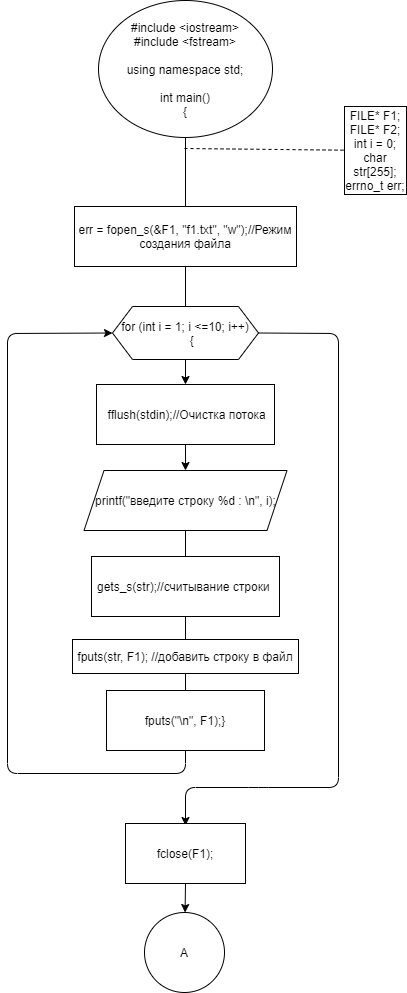 #include <iostream>
#include <fstream>
using namespace std;
int main()
{
FILE* F1;
FILE* F2;
int i = 0;
char
str[255];
errno_t err;
err = fopen_s(&F1, "f1.txt", "w");//Режим
создания файла
for (int i = 1; i <=10; i++)
{
fflush(stdin);//Очистка потока
printf("введите строку %d : \n", i);
gets_s(str);//считывание строки
fputs(str, F1); //добавить строку в файл
fputs("\n", F1);}
fclose(F1);
A